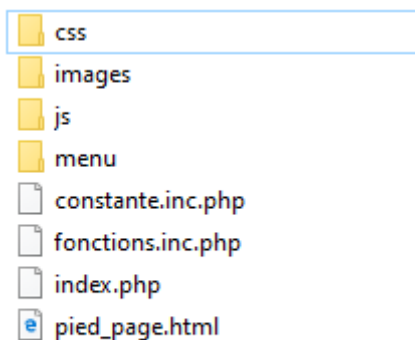 css
images
js
menu
constante.inc.php
fonctions.inc.php
index.php
pied_page.html